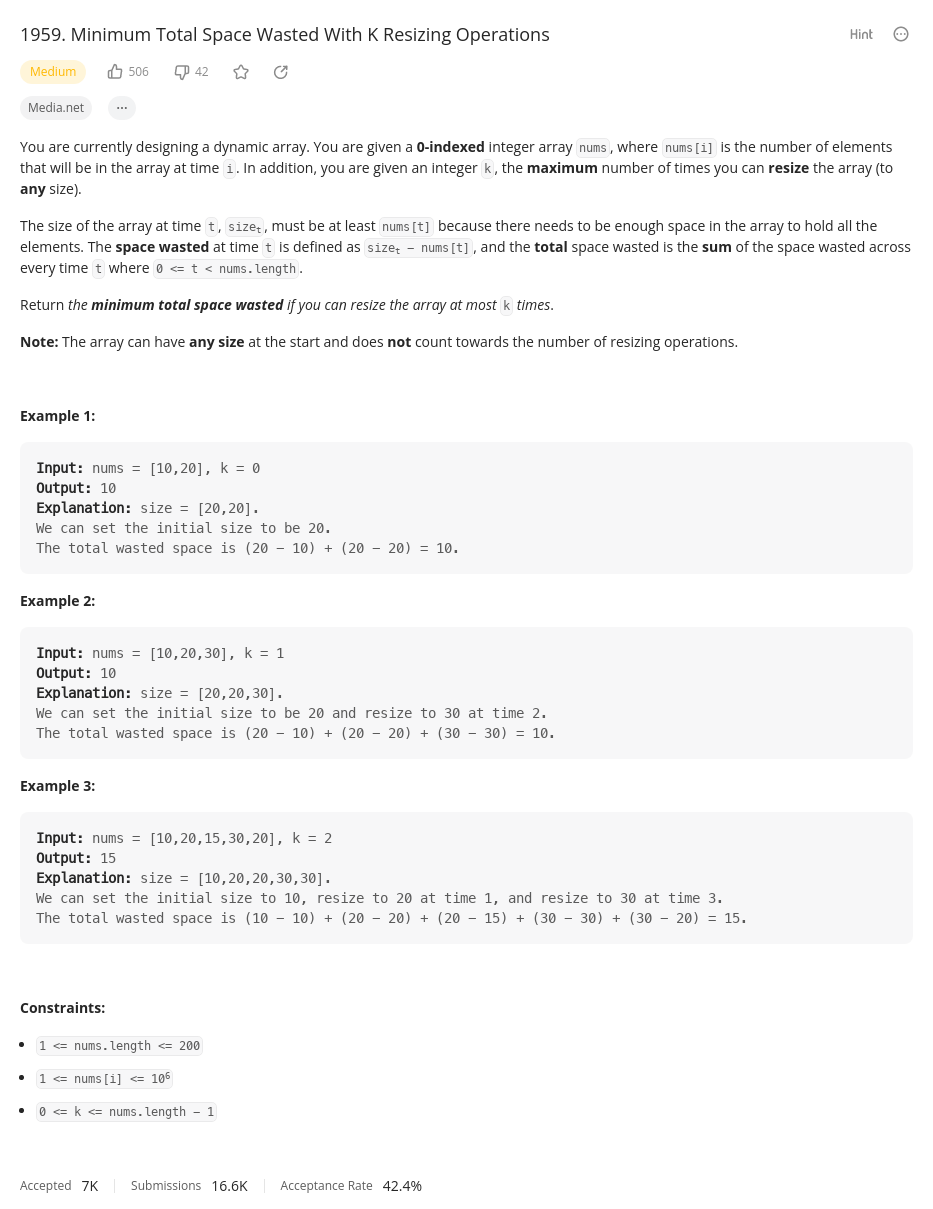 1959. Minimum Total Space Wasted With K Resizing Operations
Hint
Medium 506 42
Media.net ...
You are currently designing a dynamic array. You are given a 0-indexed integer array nums, where nums[i] is the number of elements
that will be in the array at time i. In addition, you are given an integer k, the maximum number of times you can resize the array (to
any size).
The size of the array at time t, sizet, must be at least nums[t] because there needs to be enough space in the array to hold all the
elements. The space wasted at time t is defined as sizet − nums[t], and the total space wasted is the sum of the space wasted across
every time t where 0 <= t < nums.length.
Return the minimum total space wasted if you can resize the array at most k times.
Note: The array can have any size at the start and does not count towards the number of resizing operations.
Example 1:
Input: nums = [10,20], k = 0
Output: 10
Explanation: size = [20,20].
We can set the initial size to be 20.
The total wasted space is (20 − 10) + (20 − 20) = 10.
Example 2:
Input: nums = [10,20,30], k = 1
Output: 10
Explanation: size = [20,20,30].
We can set the initial size to be 20 and resize to 30 at time 2.
The total wasted space is (20 − 10) + (20 − 20) + (30 − 30) = 10.
Example 3:
Input: nums = [10,20,15,30,20], k = 2
Output: 15
Explanation: size = [10,20,20,30,30].
We can set the initial size to 10, resize to 20 at time 1, and resize to 30 at time 3.
The total wasted space is (10 − 10) + (20 − 20) + (20 − 15) + (30 − 30) + (30 − 20) = 15.
Constraints:
• 1 <= nums.length <= 200
• 1 <= nums[i] <= 10⁶
• 0 <= k <= nums.length − 1
Accepted 7K Submissions 16.6K Acceptance Rate 42.4%